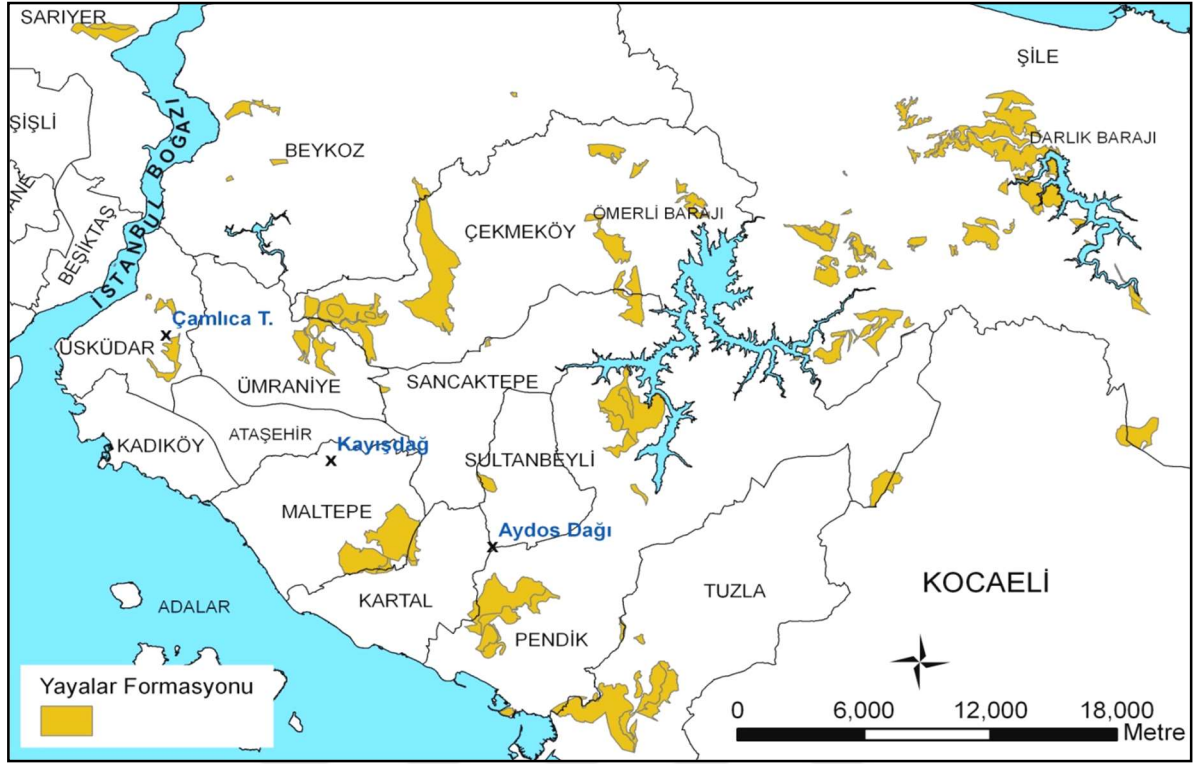 SARIYER
ŞİLE
ŞİŞLİ
İSTANBUL BOĞAZI
BEYKOZ
DARLIK BARAJI
ANE
BEŞİKTAŞ
ÇEKMEKÖY
ÖMERLİ BARAJI
Çamlıca T.
x
ÜSKÜDAR
ÜMRANİYE
SANCAKTEPE
KADIKÖY
ATAŞEHİR
Kayışdağ
x
SULTANBEYLİ
MALTEPE
Aydos Dağı
x
KOCAELİ
TUZLA
ADALAR
KARTAL
PENDİK
Yayalar Formasyonu
0 6,000 12,000 18,000
Metre